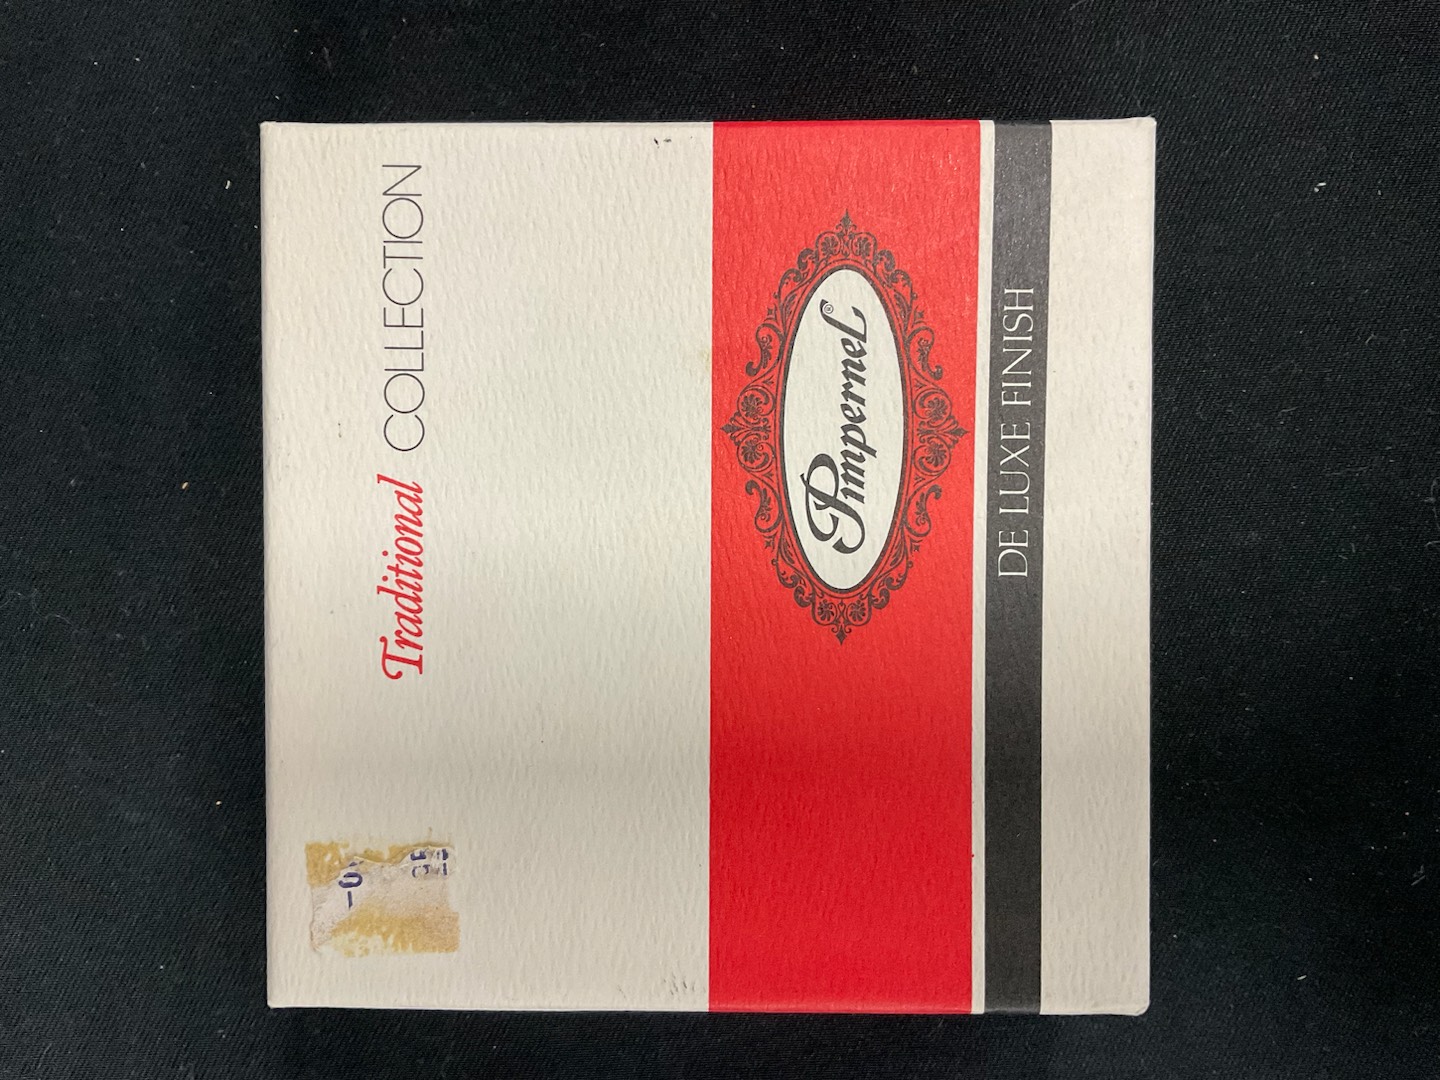 Traditional COLLECTION
Pimpernel®
DE LUXE FINISH